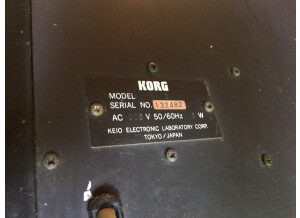 KORG
MODEL
SERIAL NO. 132482
AC V 50/60Hz W
KEIO ELECTRONIC LABORATORY CORP.
TOKYO/JAPAN